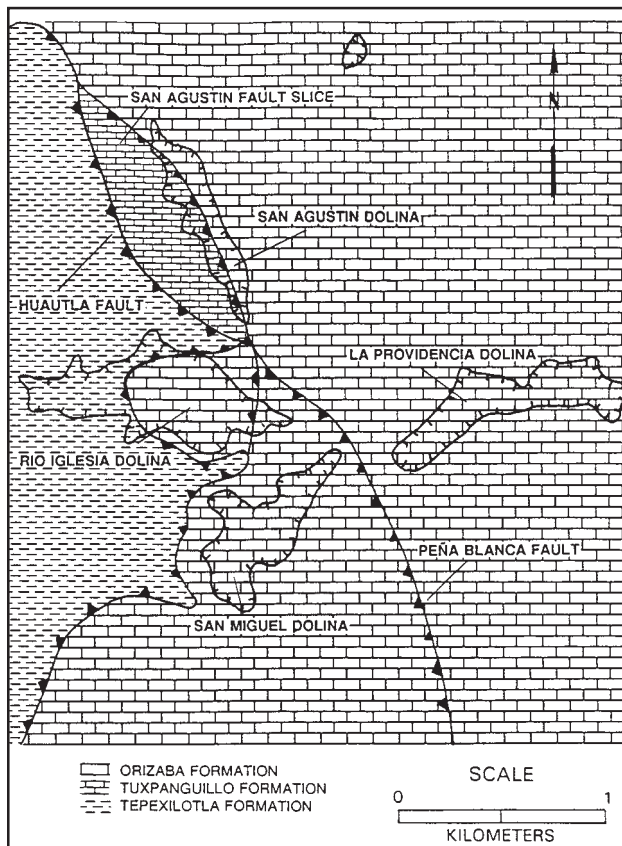 SAN AGUSTIN FAULT SLICE
N
SAN AGUSTIN DOLINA
HUAUTLA FAULT
LA PROVIDENCIA DOLINA
RIO IGLESIA DOLINA
PEÑA BLANCA FAULT
SAN MIGUEL DOLINA
ORIZABA FORMATION
TUXPANGUILLO FORMATION
TEPEXILOTLA FORMATION
SCALE
0 1
KILOMETERS